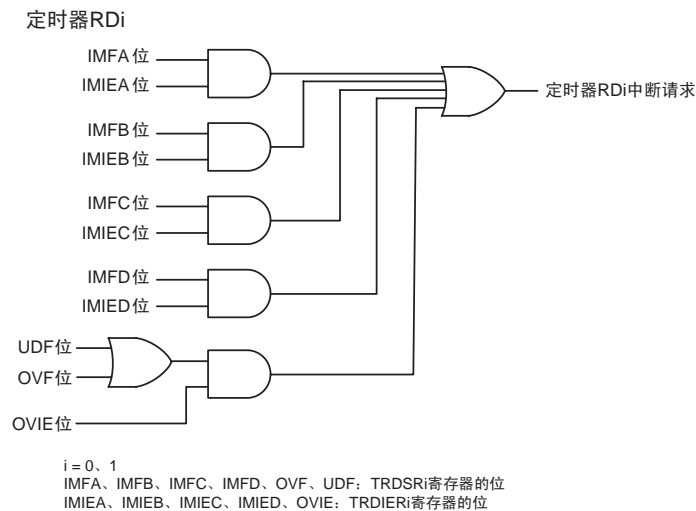 定时器RDi
IMFA位
IMIEA位
定时器RDi中断请求
IMFB位
IMIEB位
IMFC位
IMIEC位
IMFD位
IMIED位
UDF位
OVF位
OVIE位
i = 0、1
IMFA、IMFB、IMFC、IMFD、OVF、UDF：TRDSRi寄存器的位
IMIEA、IMIEB、IMIEC、IMIED、OVIE：TRDIERi寄存器的位